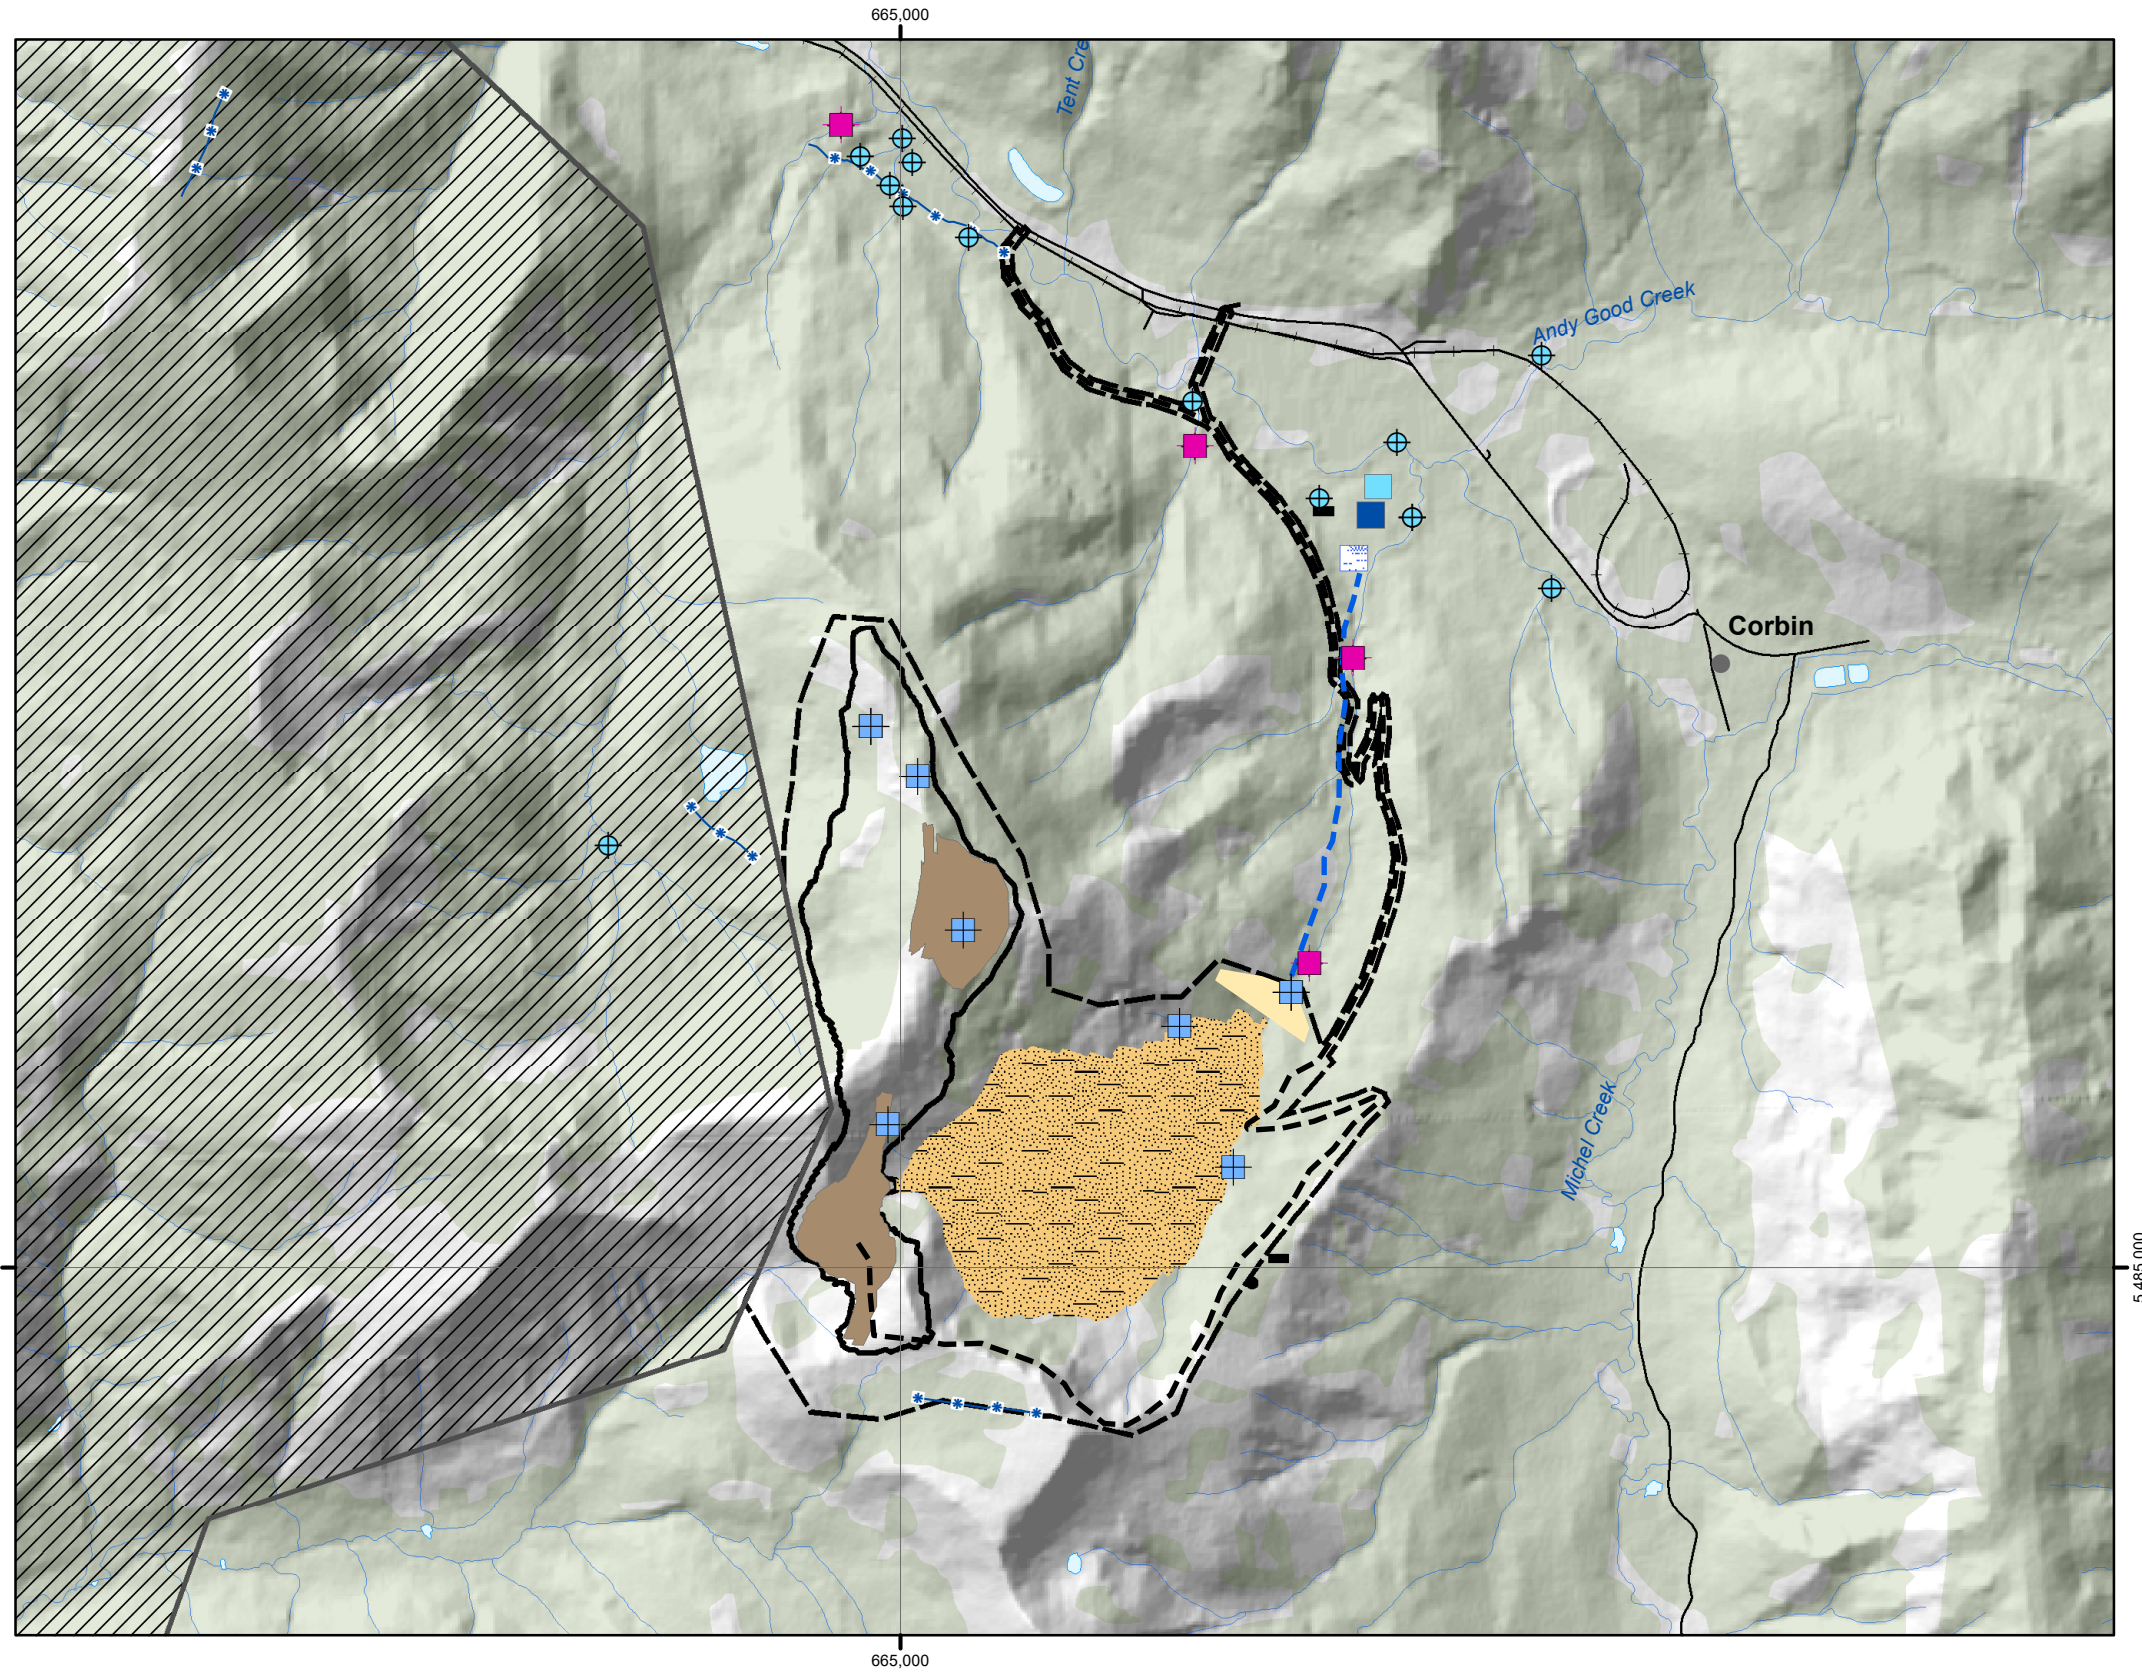 665,000
Tent Cre
Andy Good Creek
Corbin
Michel Creek
5,485,000
665,000